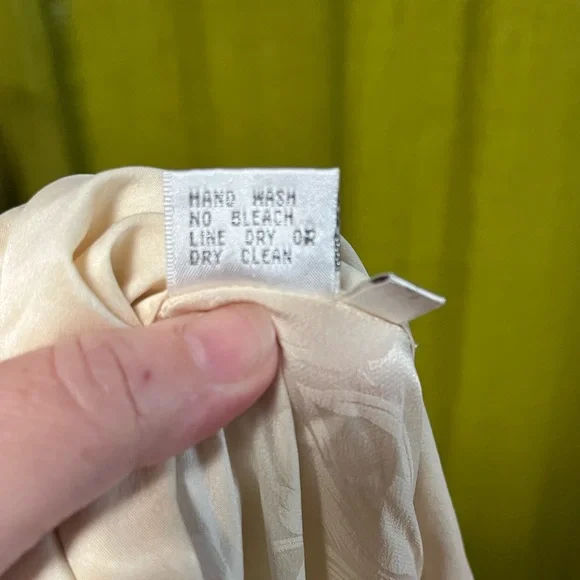 HAND WASH
NO BLEACH
LINE DRY OR
DRY CLEAN